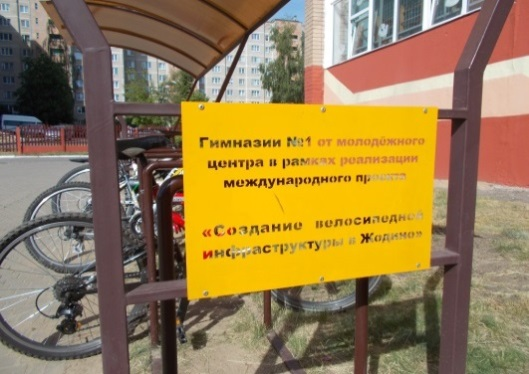 Гимназии №1 от молодёжного
центра в рамках реализации
международного проекта
«Создание велосипедной
инфраструктуры в Жодино»